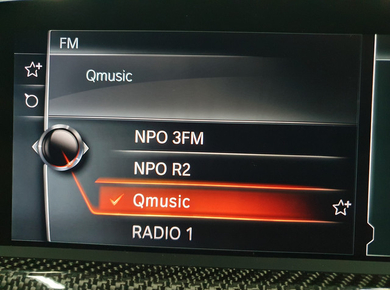 FM
Qmusic
NPO 3FM
NPO R2
Qmusic
RADIO 1